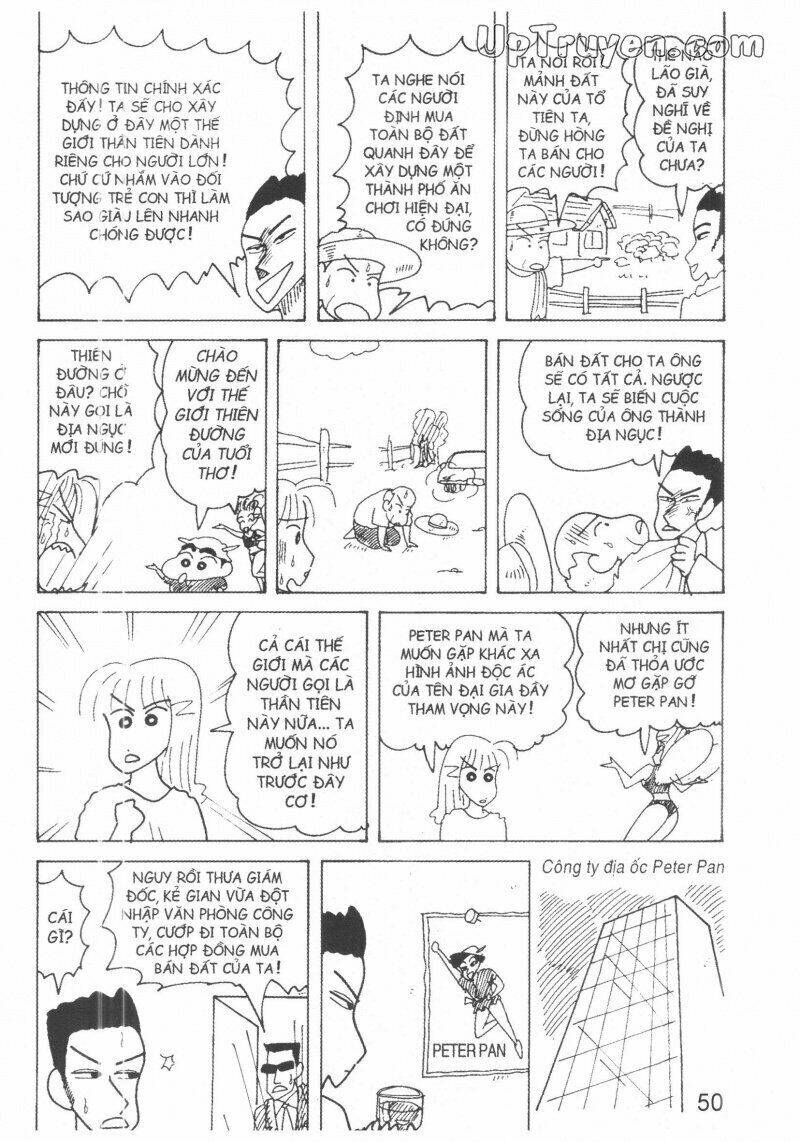 UpTruyen.com
THẾ NÀO
LÃO GIÀ,
ĐÃ SUY
NGHĨ VỀ
ĐỀ NGHỊ
CỦA TA
CHƯA?
TA NÓI RỒI
MẢNH ĐẤT
NÀY CỦA TỔ
TIÊN TA,
ĐỪNG HÒNG
TA BÁN CHO
CÁC NGƯỜI!
TA NGHE NÓI
CÁC NGƯỜI
ĐỊNH MUA
TOÀN BỘ ĐẤT
QUANH ĐÂY ĐỂ
XÂY DỰNG MỘT
THÀNH PHỐ ĂN
CHƠI HIỆN ĐẠI,
CÓ ĐÚNG
KHÔNG?
THÔNG TIN CHÍNH XÁC
ĐẤY! TA SẼ CHO XÂY
DỰNG Ở ĐÂY MỘT THẾ
GIỚI THẦN TIÊN DÀNH
RIÊNG CHO NGƯỜI LỚN!
CHỨ CỨ NHẮM VÀO ĐỐI
TƯỢNG TRẺ CON THÌ LÀM
SAO GIÀU LÊN NHANH
CHÓNG ĐƯỢC!
BÁN ĐẤT CHO TA ÔNG
SẼ CÓ TẤT CẢ. NGƯỢC
LẠI, TA SẼ BIẾN CUỘC
SỐNG CỦA ÔNG THÀNH
ĐỊA NGỤC!
CHÀO
MỪNG ĐẾN
VỚI THẾ
GIỚI THIÊN
ĐƯỜNG
CỦA TUỔI
THƠ!
THIÊN
ĐƯỜNG Ở
ĐÂU? CHỖ
NÀY GỌI LÀ
ĐỊA NGỤC
MỚI ĐÚNG!
NHƯNG ÍT
NHẤT CHỊ CŨNG
ĐÃ THỎA ƯỚC
MƠ GẶP GỠ
PETER PAN!
PETER PAN MÀ TA
MUỐN GẶP KHÁC XA
HÌNH ẢNH ĐỘC ÁC
CỦA TÊN ĐẠI GIA ĐẦY
THAM VỌNG NÀY!
CẢ CÁI THẾ
GIỚI MÀ CÁC
NGƯỜI GỌI LÀ
THẦN TIÊN
NÀY NỮA... TA
MUỐN NÓ
TRỞ LẠI NHƯ
TRƯỚC ĐÂY
CƠ!
Công ty địa ốc Peter Pan
PETER PAN
NGUY RỒI THƯA GIÁM
ĐỐC, KẺ GIAN VỪA ĐỘT
NHẬP VĂN PHÒNG CÔNG
TY, CƯỚP ĐI TOÀN BỘ
CÁC HỢP ĐỒNG MUA
BÁN ĐẤT CỦA TA!
CÁI
GÌ?
50